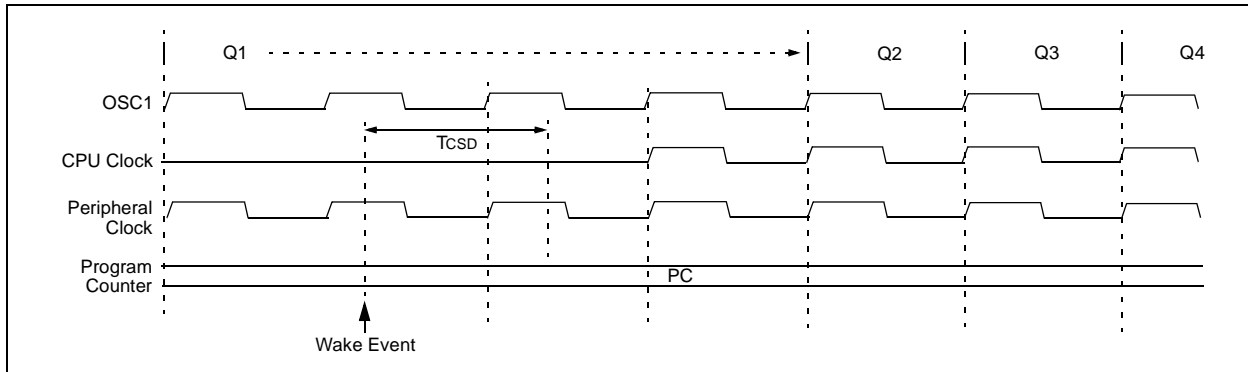 Q1 Q2 Q3 Q4
OSC1
TCSD
CPU Clock
Peripheral
Clock
Program
Counter
PC
Wake Event